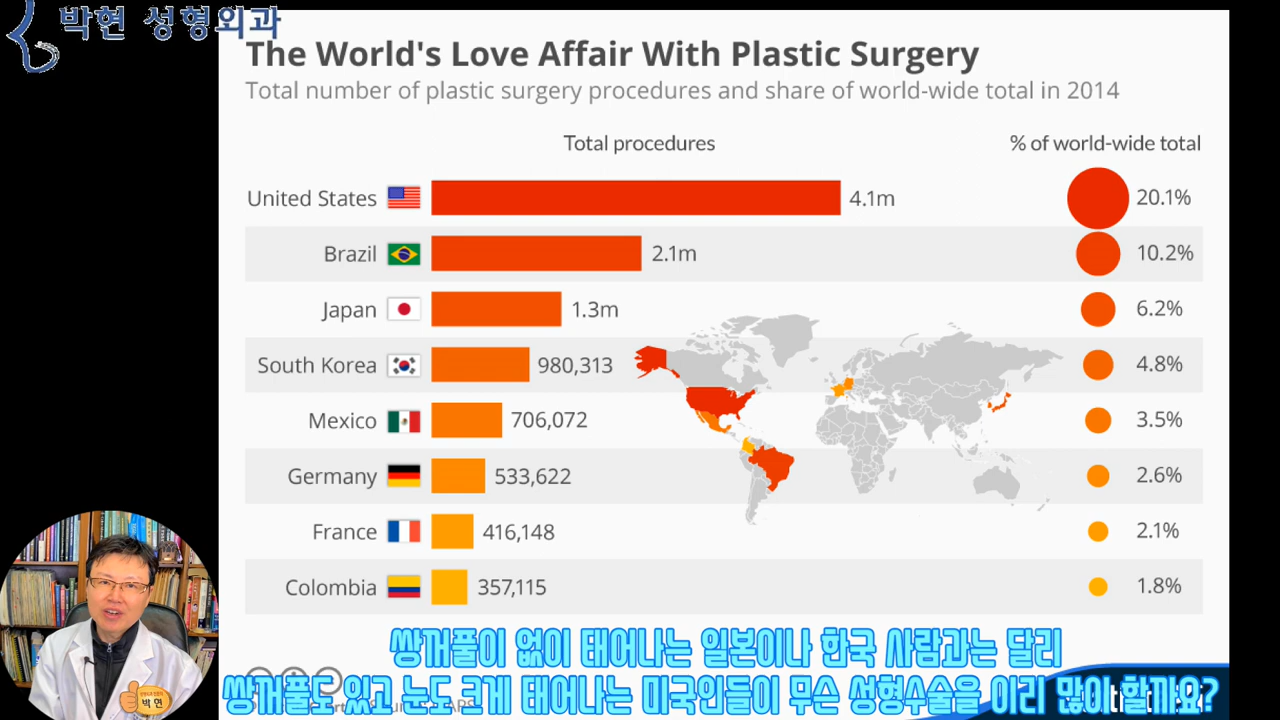 박현 성형외과
The World's Love Affair With Plastic Surgery
Total number of plastic surgery procedures and share of world-wide total in 2014
Total procedures % of world-wide total
United States 4.1m 20.1%
Brazil 2.1m 10.2%
Japan 1.3m 6.2%
South Korea 980,313 4.8%
Mexico 706,072 3.5%
Germany 533,622 2.6%
France 416,148 2.1%
Colombia 357,115 1.8%
쌍꺼풀이 없이 태어나는 일본이나 한국 사람과는 달리
쌍꺼풀도 있고 눈도 크게 태어나는 미국인들이 무슨 성형수술을 이리 많이 할까요?
박 현